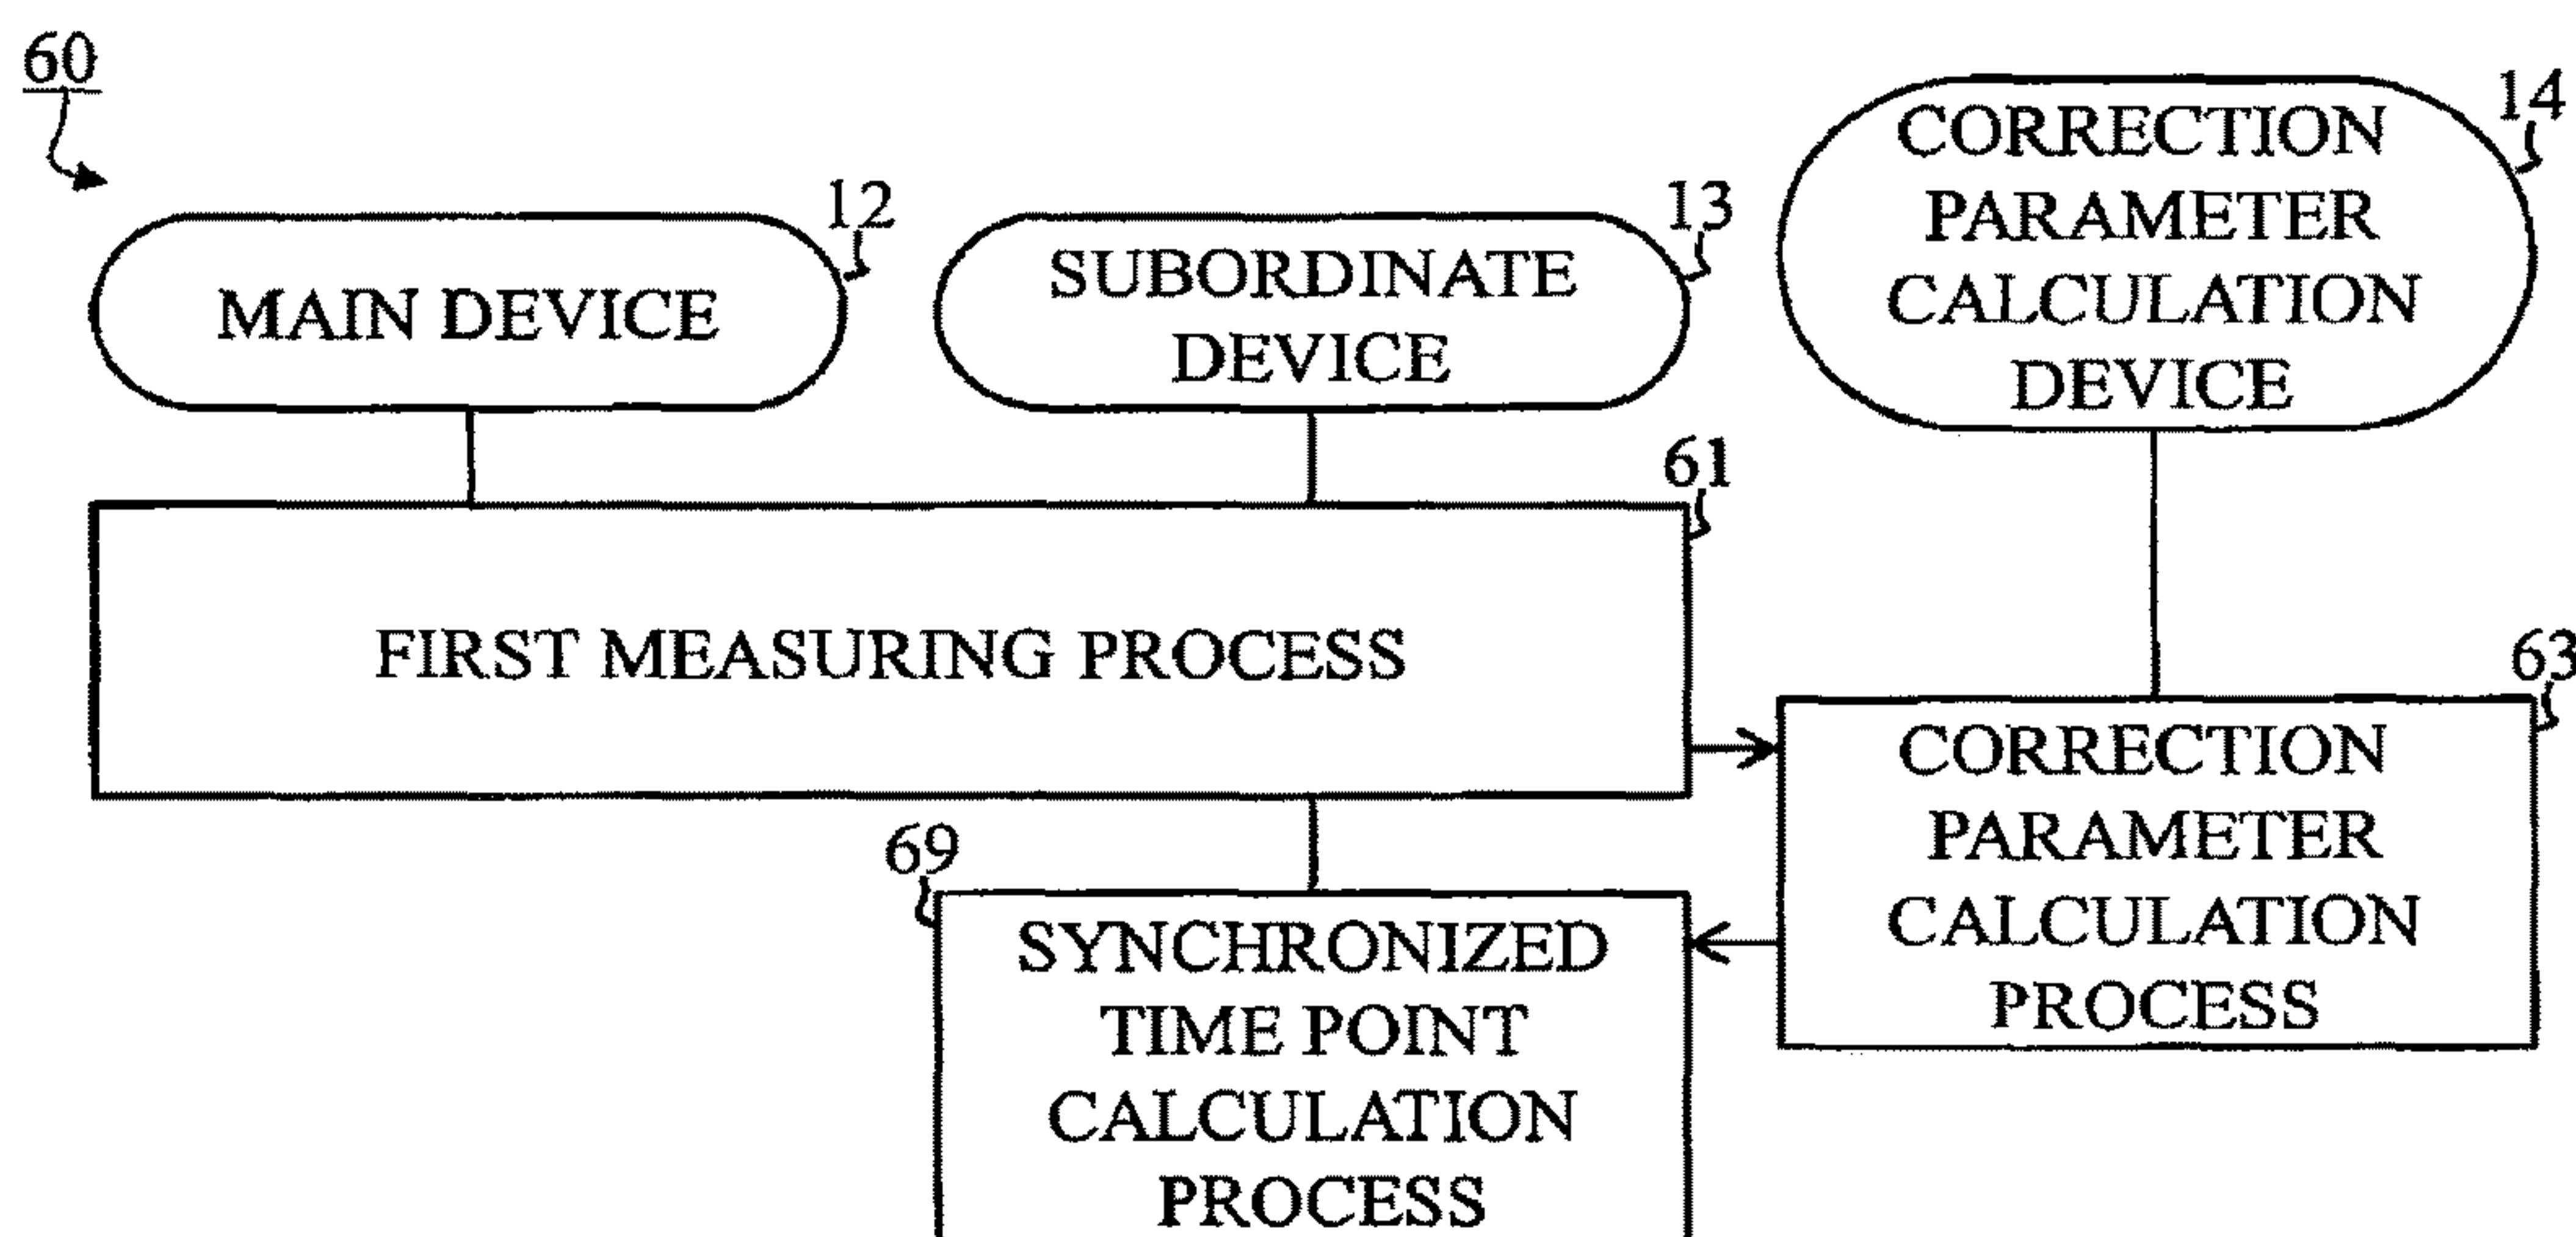 60
12
MAIN DEVICE
13
SUBORDINATE
DEVICE
14
CORRECTION
PARAMETER
CALCULATION
DEVICE
61
FIRST MEASURING PROCESS
63
CORRECTION
PARAMETER
CALCULATION
PROCESS
69
SYNCHRONIZED
TIME POINT
CALCULATION
PROCESS